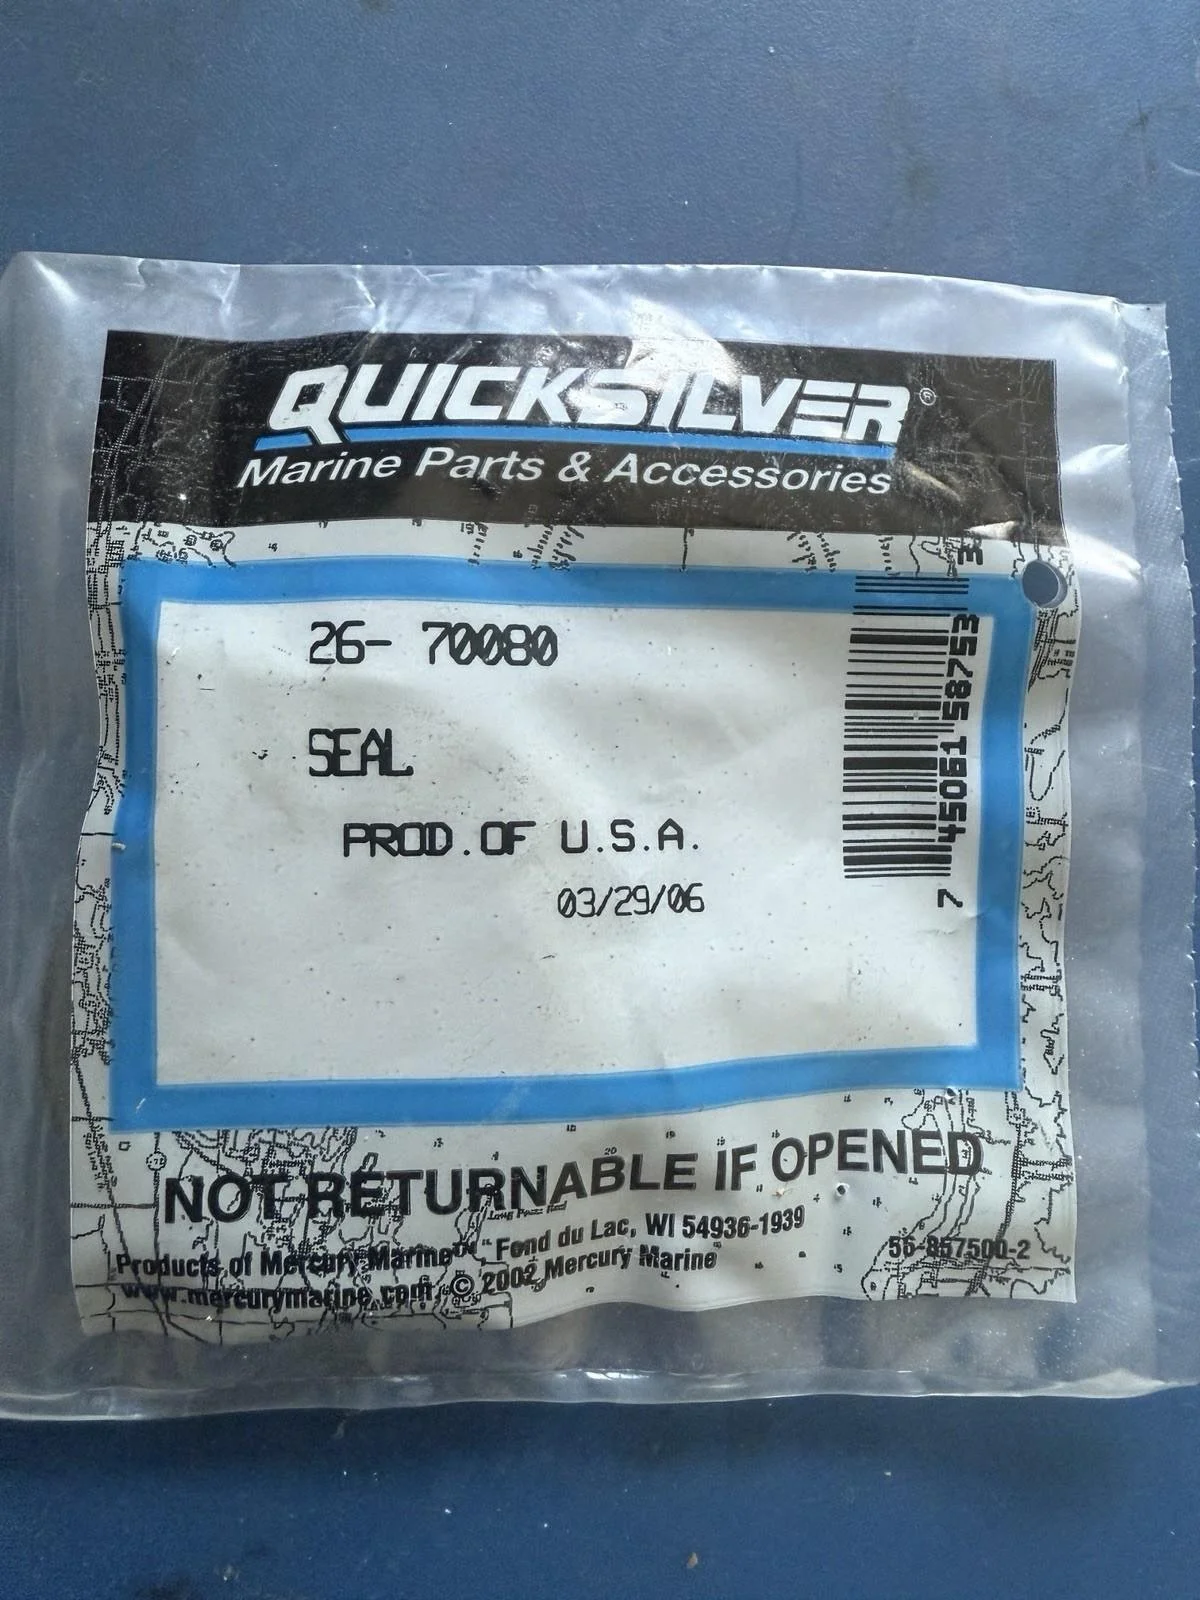 QUICKSILVER®
Marine Parts & Accessories
26- 70080
SEAL
PROD.OF U.S.A.
03/29/06
7 45061 58753 3
NOT RETURNABLE IF OPENED
Products of Mercury Marine Fond du Lac, WI 54936-1939
www.mercurymarine.com © 2002 Mercury Marine
56-857500-2